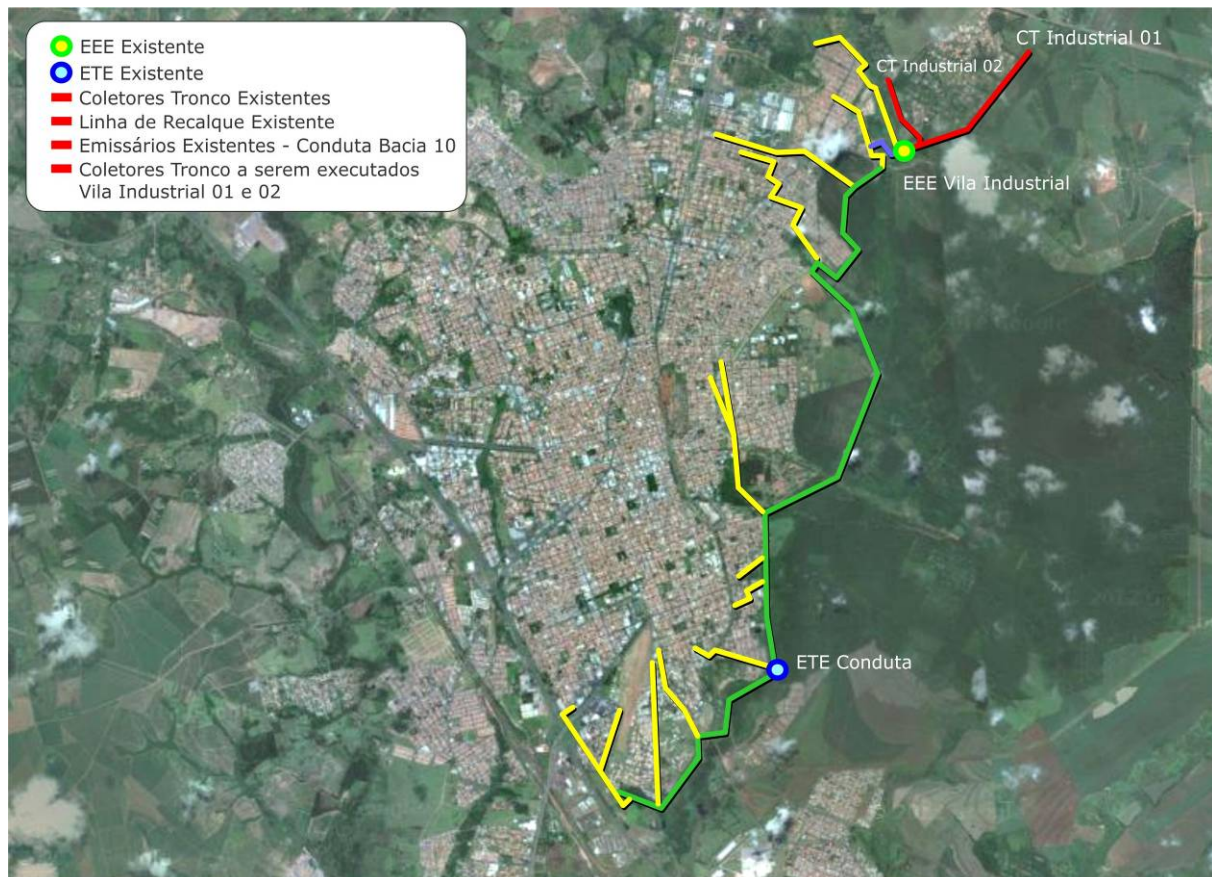 EEE Existente
ETE Existente
Coletores Tronco Existentes
Linha de Recalque Existente
Emissários Existentes - Conduta Bacia 10
Coletores Tronco a serem executados
Vila Industrial 01 e 02
CT Industrial 01
CT Industrial 02
EEE Vila Industrial
ETE Conduta